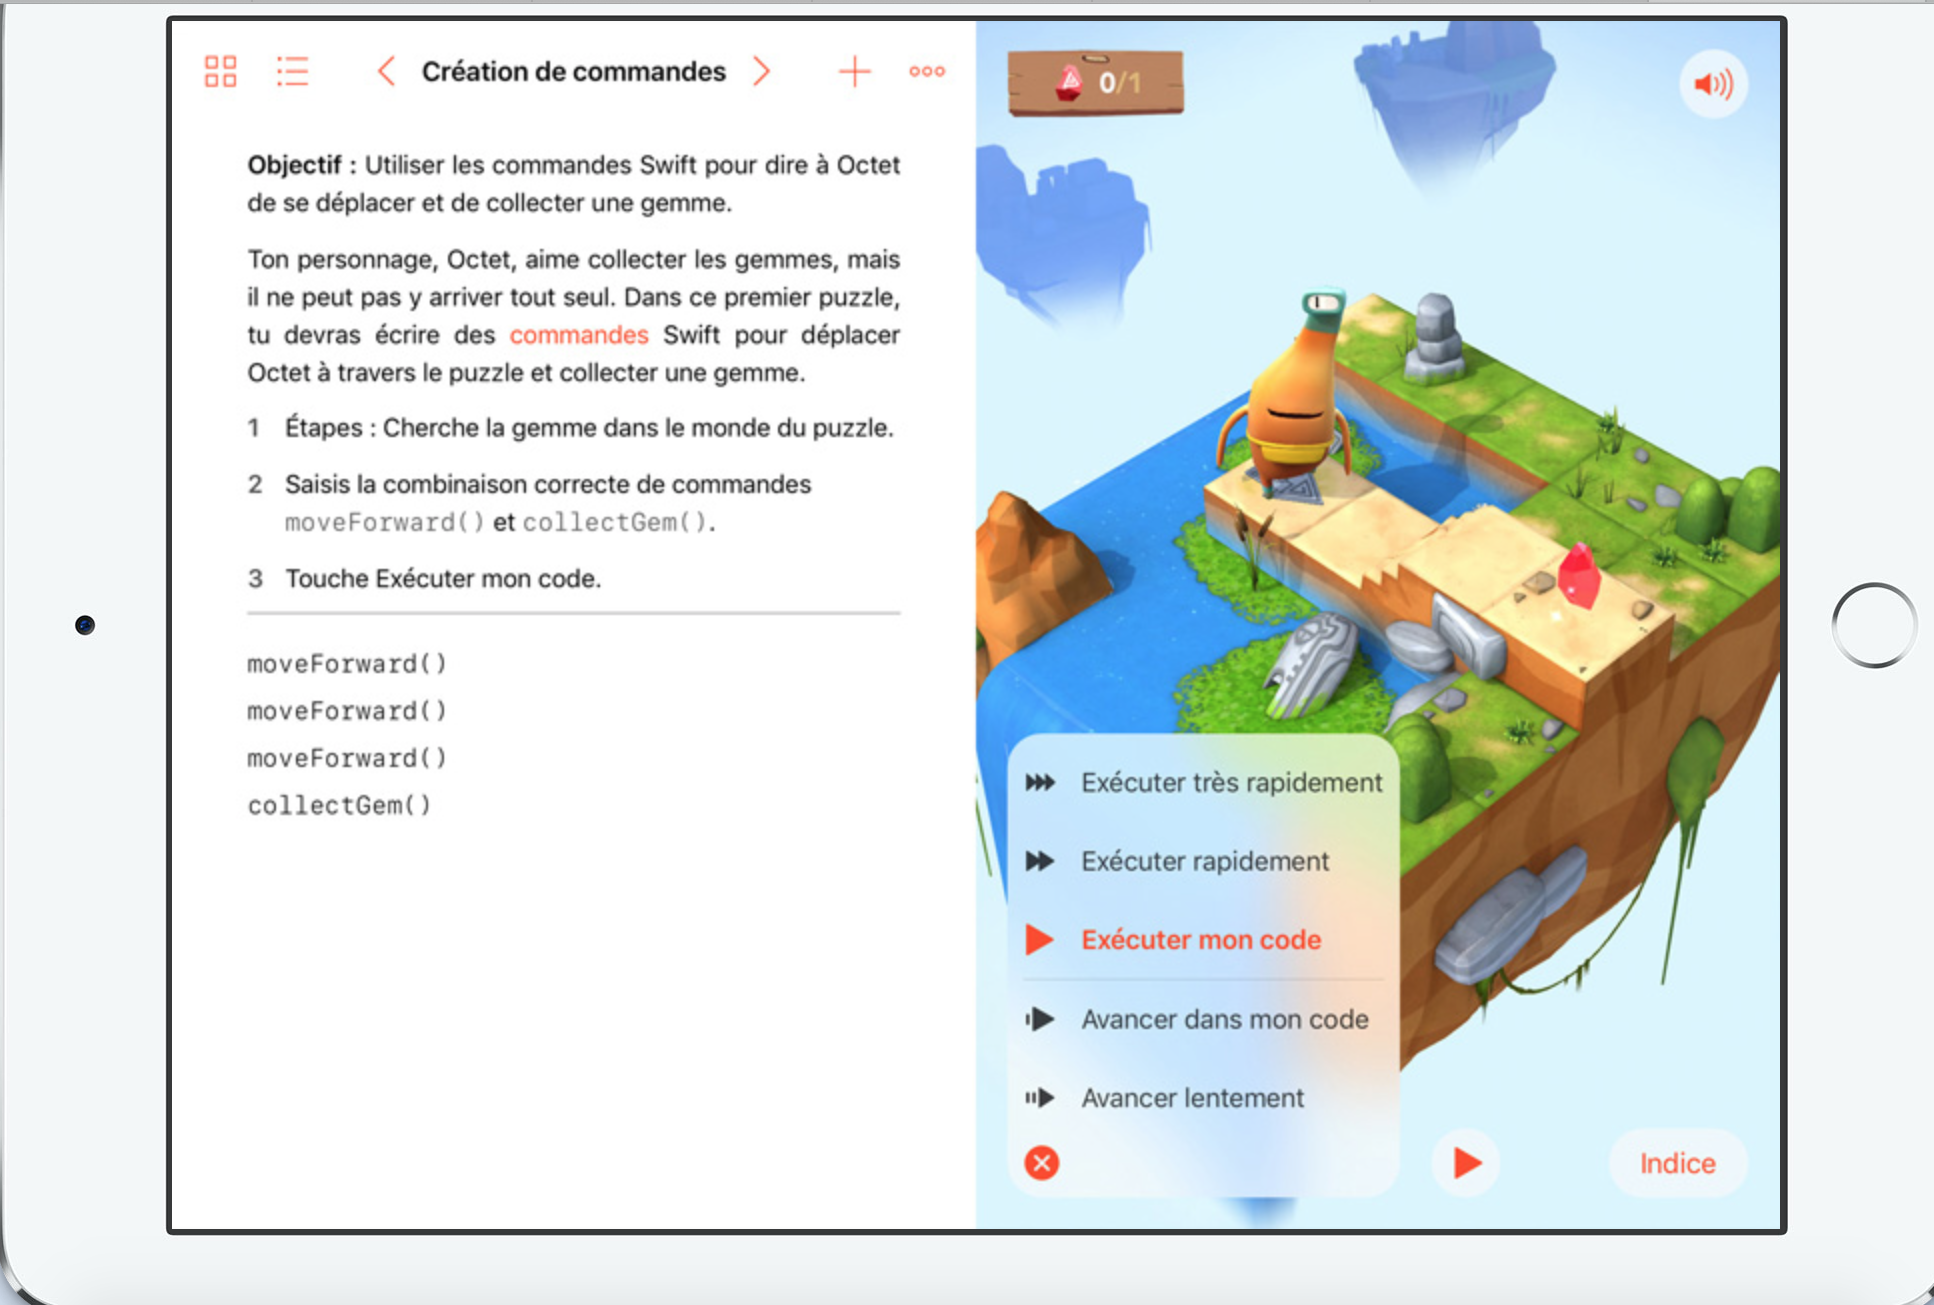 Création de commandes
Objectif : Utiliser les commandes Swift pour dire à Octet
de se déplacer et de collecter une gemme.
Ton personnage, Octet, aime collecter les gemmes, mais
il ne peut pas y arriver tout seul. Dans ce premier puzzle,
tu devras écrire des commandes Swift pour déplacer
Octet à travers le puzzle et collecter une gemme.
1 Étapes : Cherche la gemme dans le monde du puzzle.
2 Saisis la combinaison correcte de commandes
moveForward() et collectGem().
3 Touche Exécuter mon code.
moveForward()
moveForward()
moveForward()
collectGem()
0/1
Exécuter très rapidement
Exécuter rapidement
Exécuter mon code
Avancer dans mon code
Avancer lentement
Indice